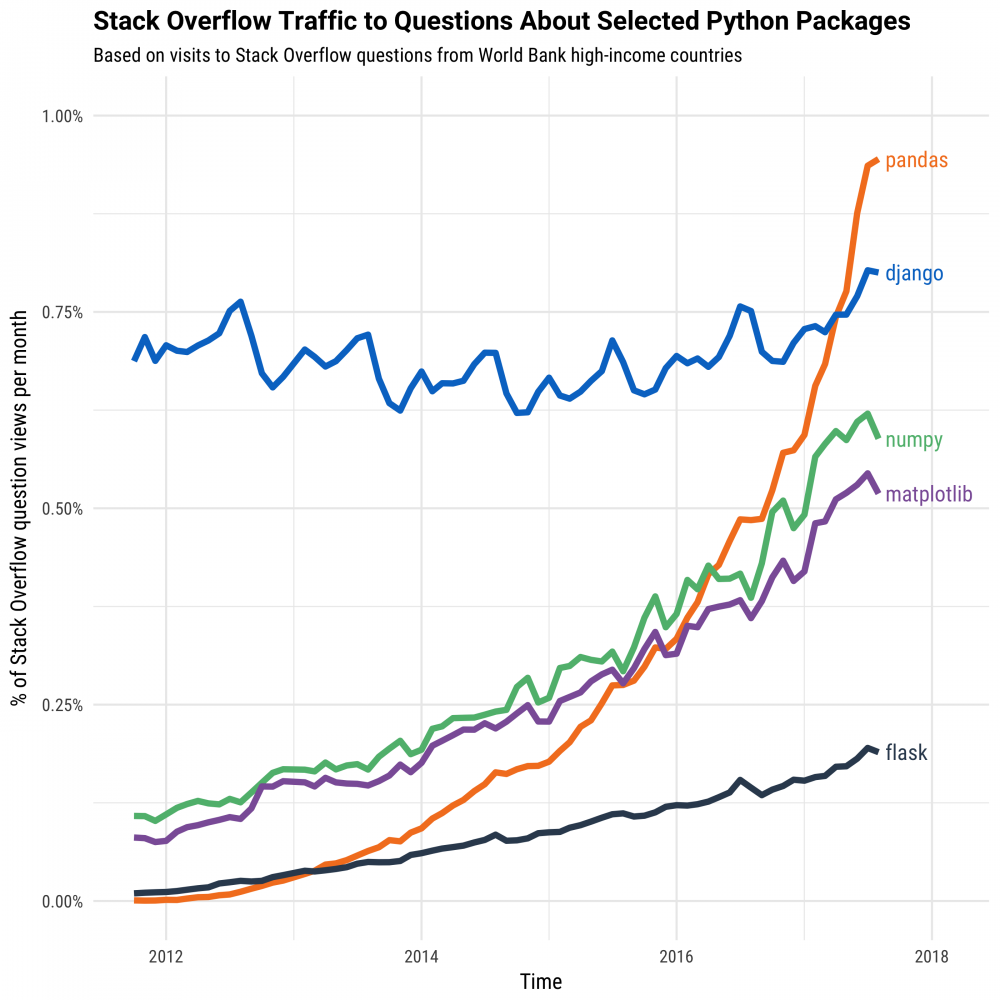 Stack Overflow Traffic to Questions About Selected Python Packages
Based on visits to Stack Overflow questions from World Bank high-income countries
% of Stack Overflow question views per month
1.00%
0.75%
0.50%
0.25%
0.00%
pandas
django
numpy
matplotlib
flask
2012
2014
2016
2018
Time